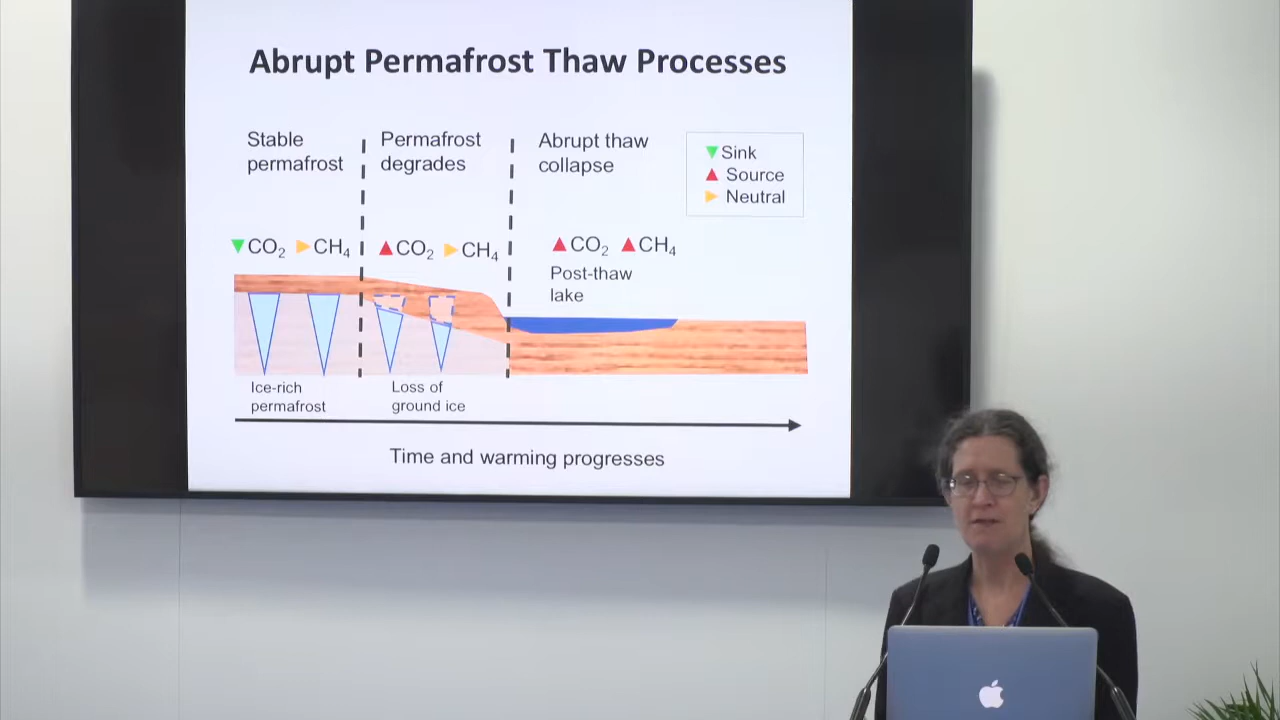 Abrupt Permafrost Thaw Processes
Stable
permafrost
Permafrost
degrades
Abrupt thaw
collapse
Sink
Source
Neutral
CO₂
CH₄
CO₂
CH₄
CO₂
CH₄
Post-thaw
lake
Ice-rich
permafrost
Loss of
ground ice
Time and warming progresses